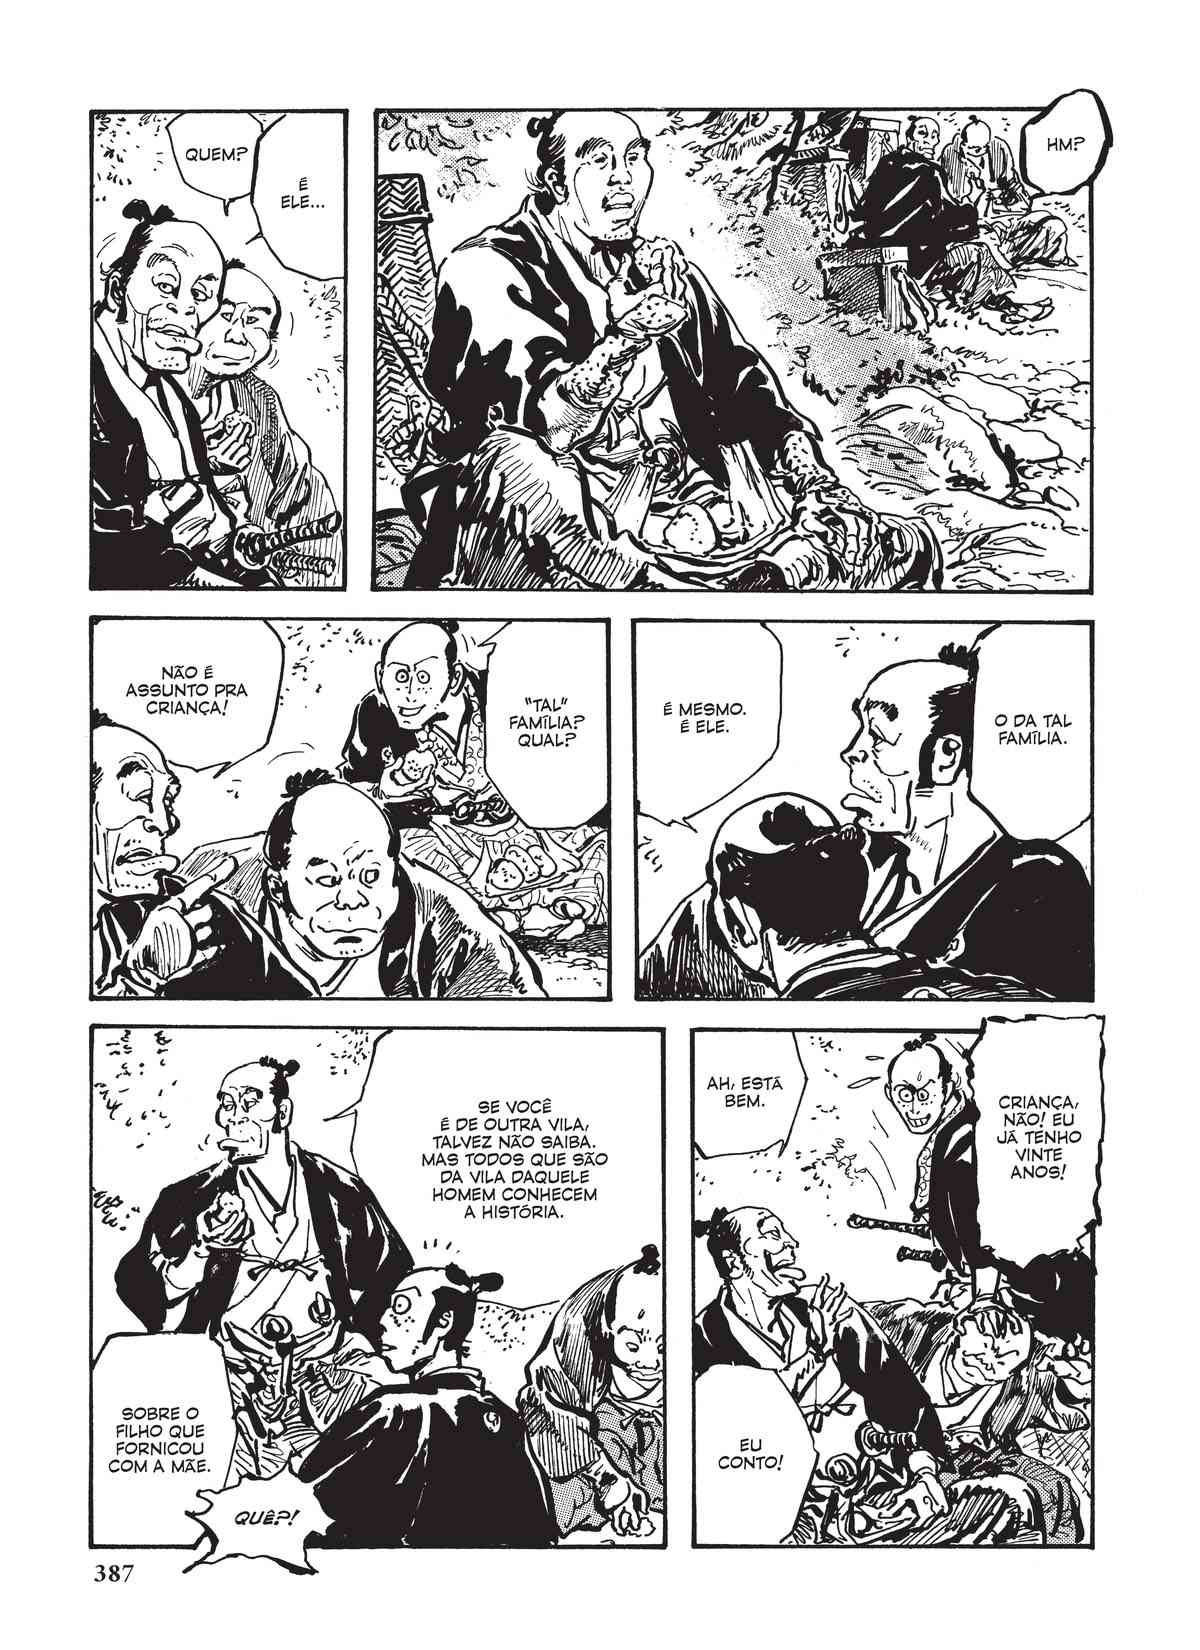 HM?
É
ELE...
QUEM?
O DA TAL
FAMÍLIA.
É MESMO.
É ELE.
"TAL"
FAMÍLIA?
QUAL?
NÃO É
ASSUNTO PRA
CRIANÇA!
CRIANÇA,
NÃO! EU
JÁ TENHO
VINTE
ANOS!
AH, ESTÁ
BEM.
EU
CONTO!
SE VOCÊ
É DE OUTRA VILA,
TALVEZ NÃO SAIBA.
MAS TODOS QUE SÃO
DA VILA DAQUELE
HOMEM CONHECEM
A HISTÓRIA.
SOBRE O
FILHO QUE
FORNICOU
COM A MÃE.
QUÊ?!
387